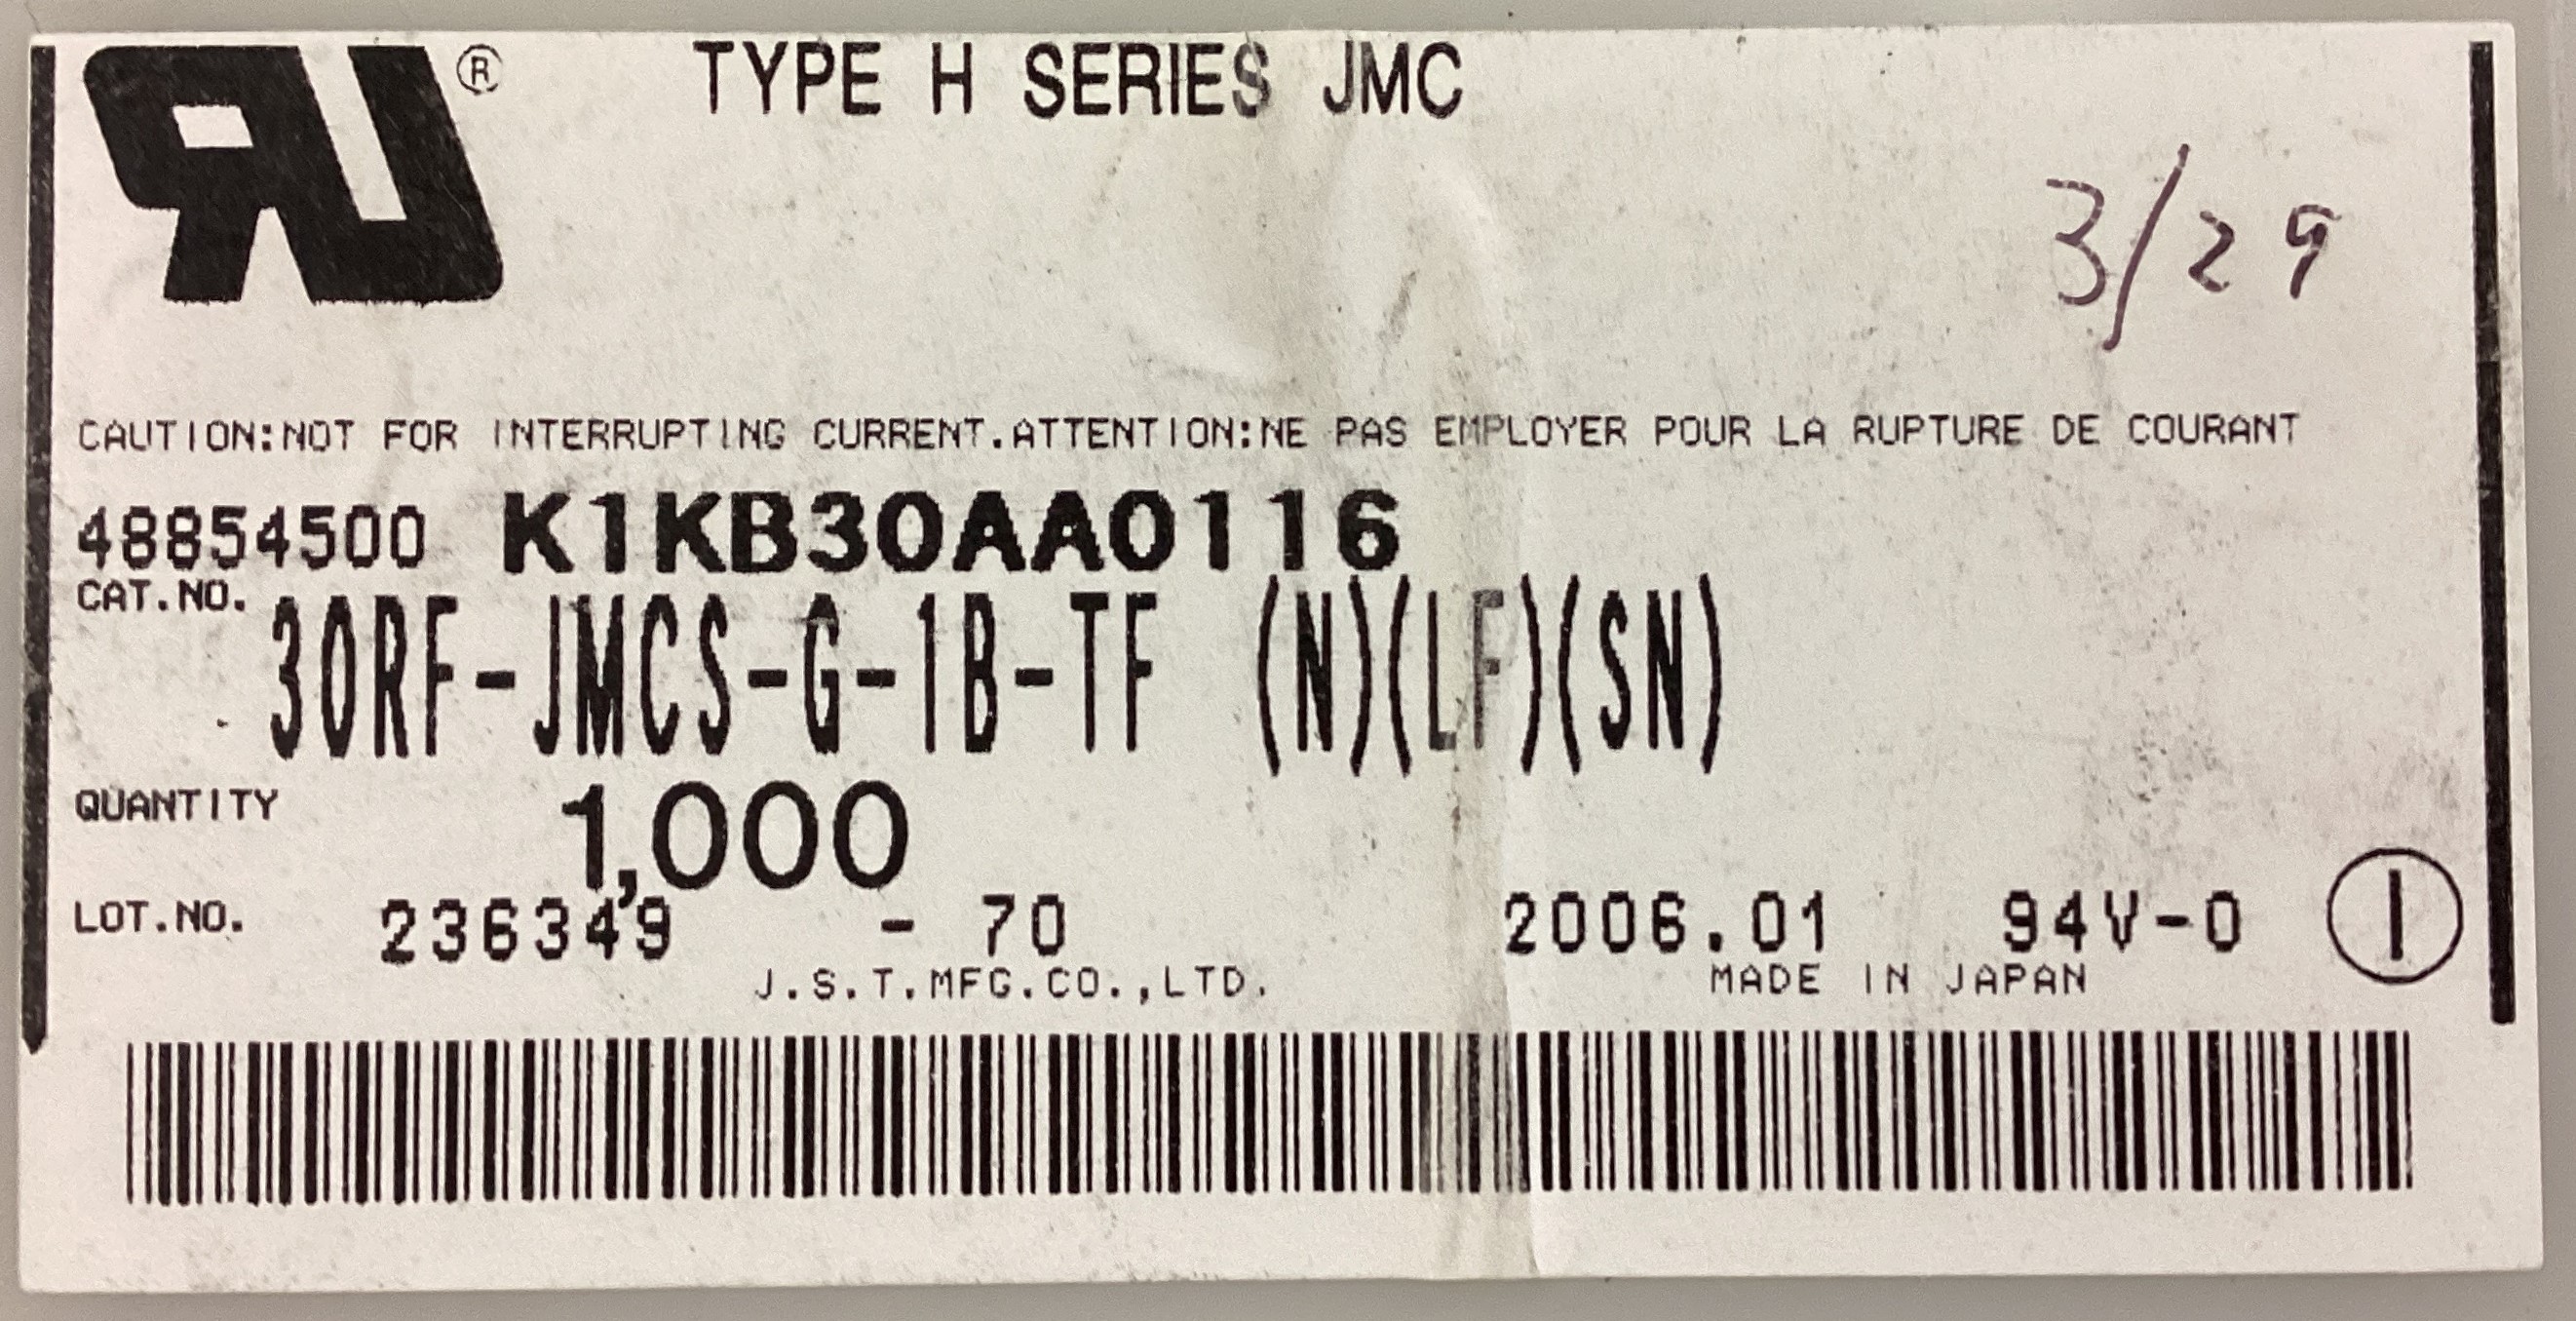 RU®
TYPE H SERIES JMC
3/29
CAUTION:NOT FOR INTERRUPTING CURRENT.ATTENTION:NE PAS EMPLOYER POUR LA RUPTURE DE COURANT
48854500 K1KB30AA0116
CAT.NO.
30RF-JMCS-G-1B-TF (N)(LF)(SN)
QUANTITY 1,000
LOT.NO. 236349 - 70 2006.01 94V-0 1
J.S.T.MFG.CO.,LTD. MADE IN JAPAN